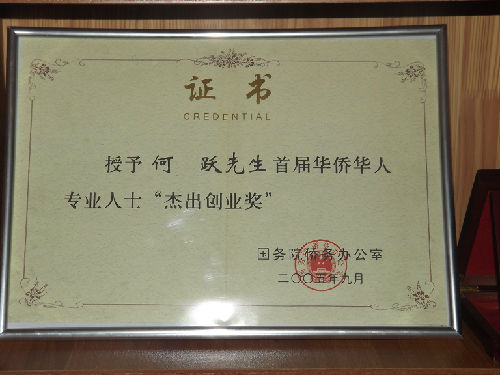 证书
CREDENTIAL
授予何 跃先生首届华侨华人
专业人士“杰出创业奖”
国务院侨务办公室
二〇〇五年九月